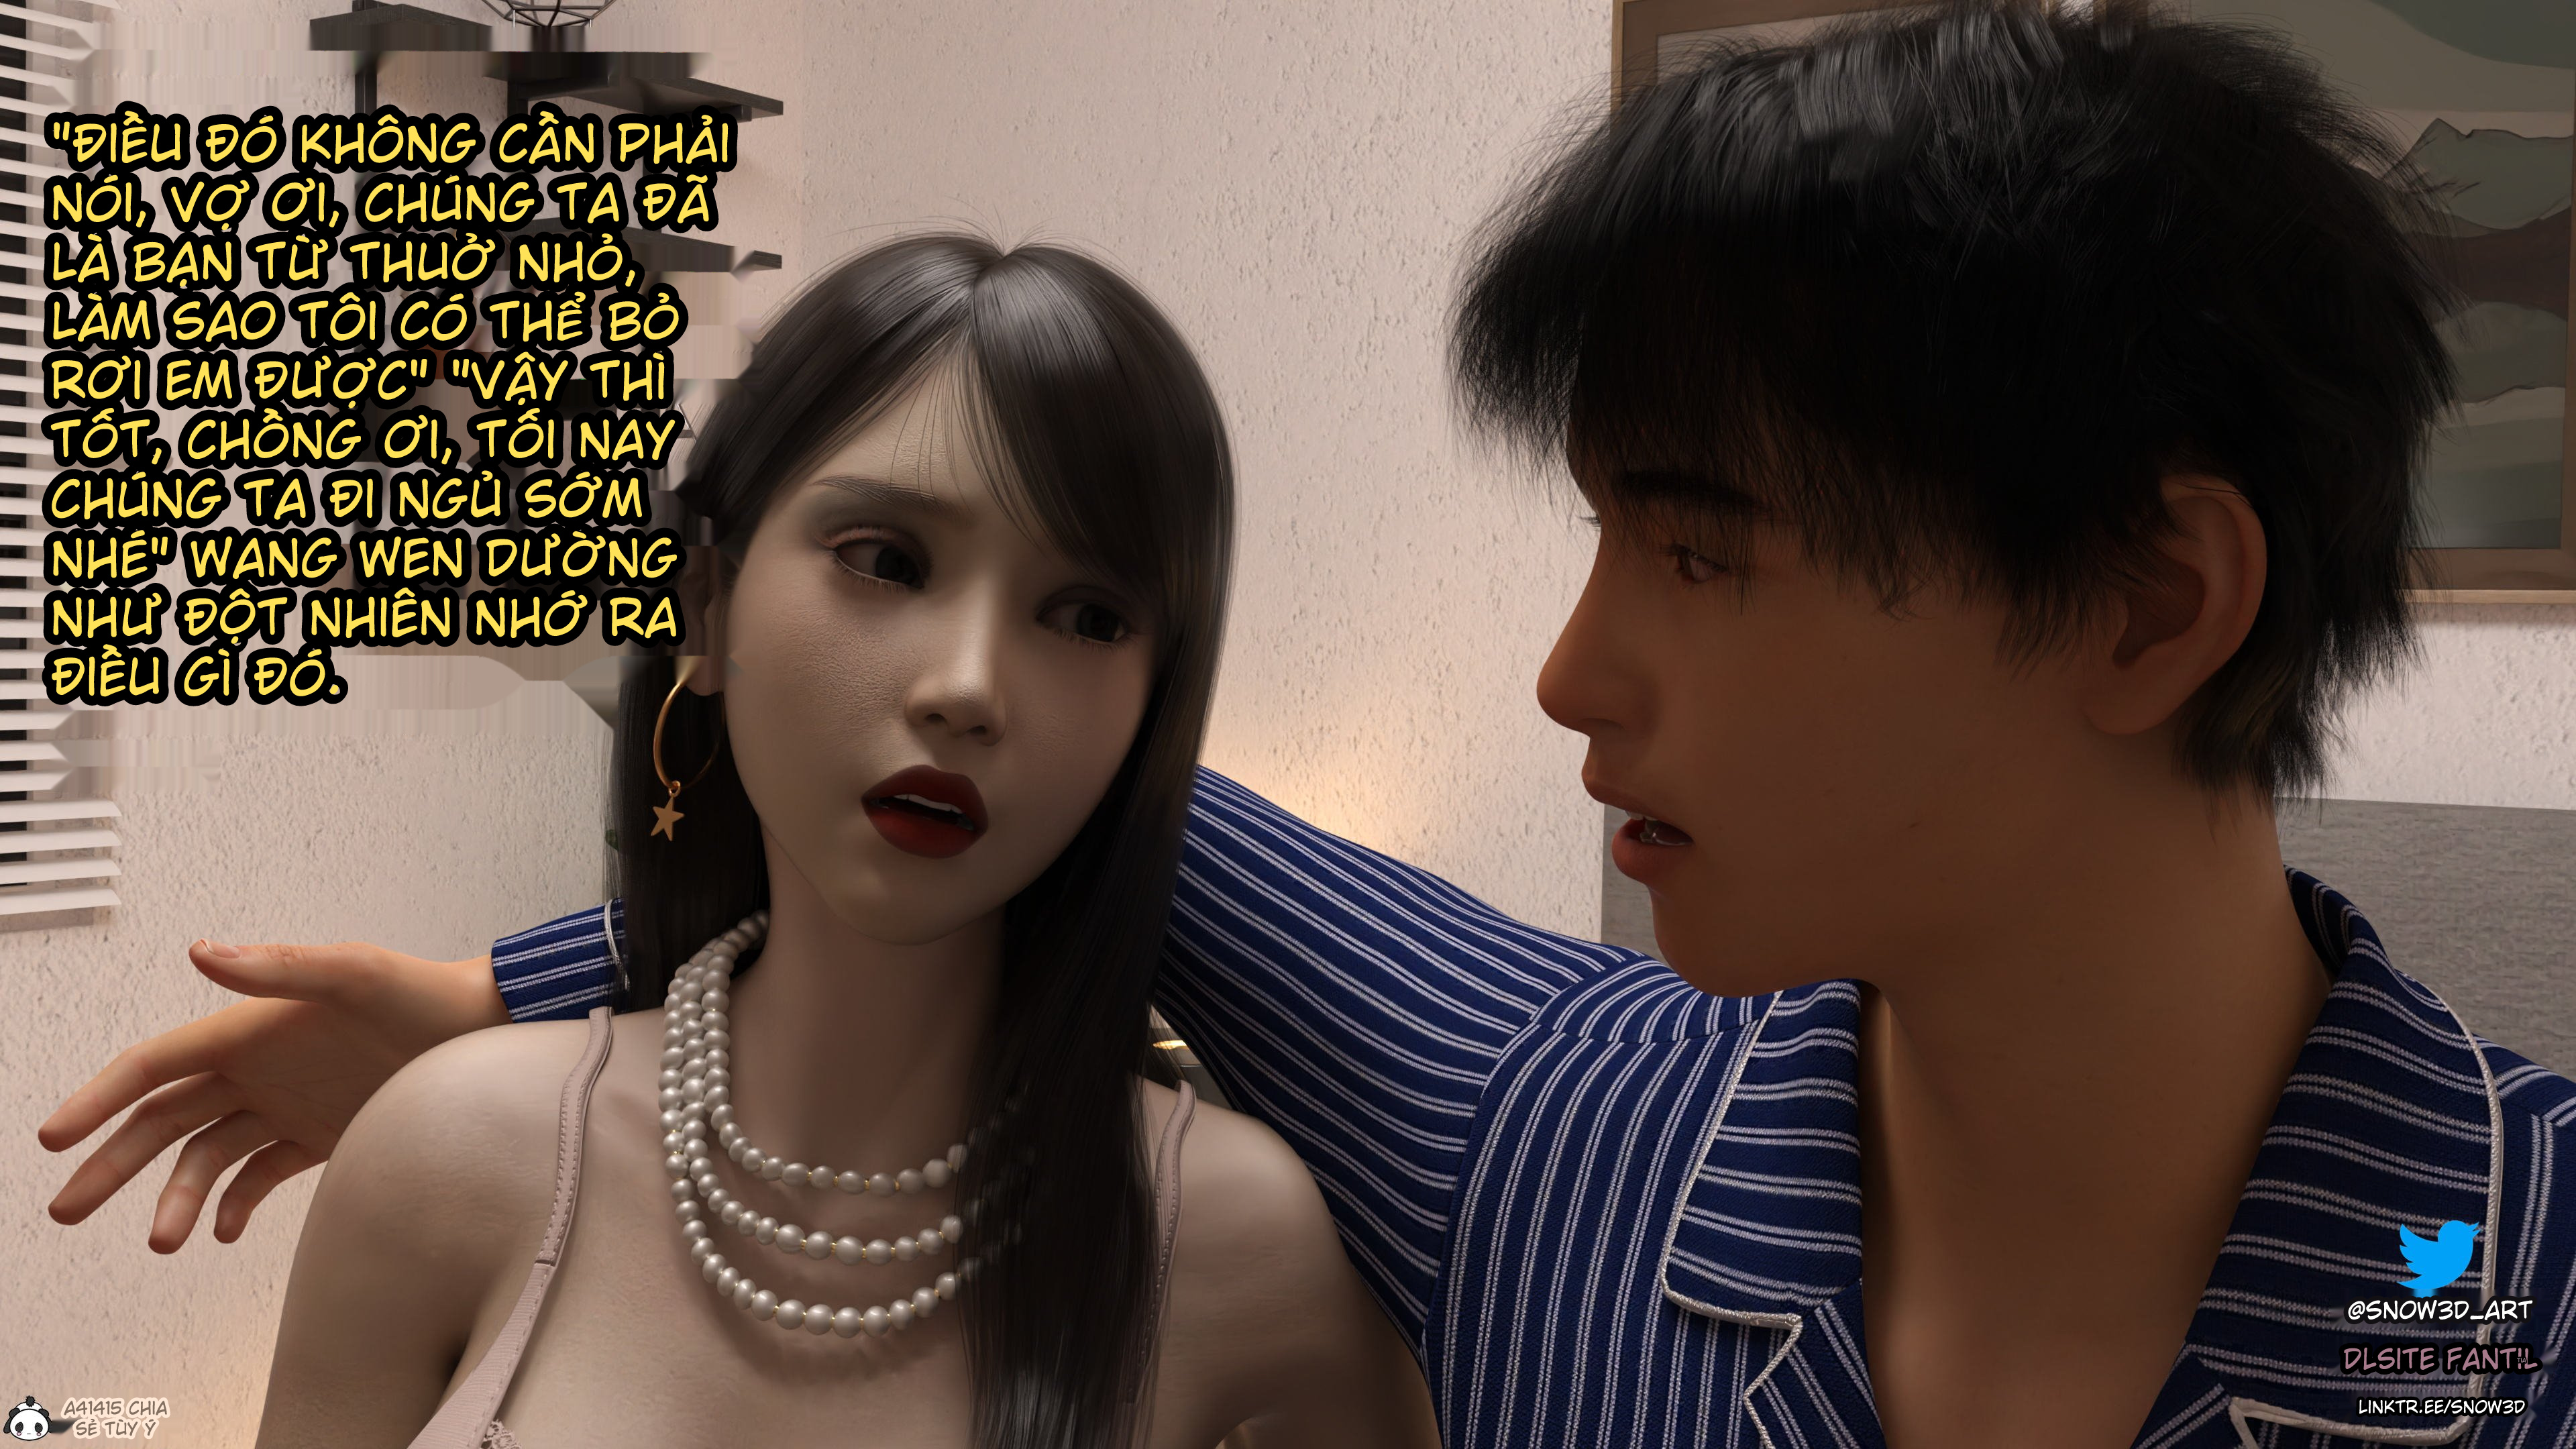 "ĐIỀU ĐÓ KHÔNG CẦN PHẢI
NÓI, VỢ ƠI, CHÚNG TA ĐÃ
LÀ BẠN TỪ THUỞ NHỎ,
LÀM SAO TÔI CÓ THỂ BỎ
RƠI EM ĐƯỢC" "VẬY THÌ
TỐT, CHỒNG ƠI, TỐI NAY
CHÚNG TA ĐI NGỦ SỚM
NHÉ" WANG WEN DƯỜNG
NHƯ ĐỘT NHIÊN NHỚ RA
ĐIỀU GÌ ĐÓ.
@SNOW3D_ART
DLSITE
LINKTR.EE/SNOW3D
A41415 CHIA
SẺ TÙY Ý